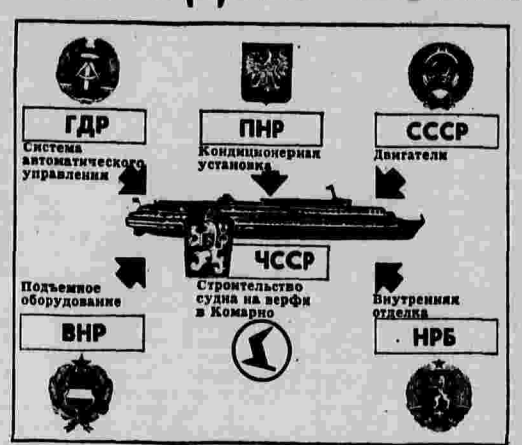 ГДР
Система
автоматического
управления
ПНР
Кондиционерная
установка
СССР
Двигатели
ЧССР
Строительство
судна на верфи
в Комарно
Подъемное
оборудование
ВНР
Внутренняя
отделка
НРБ